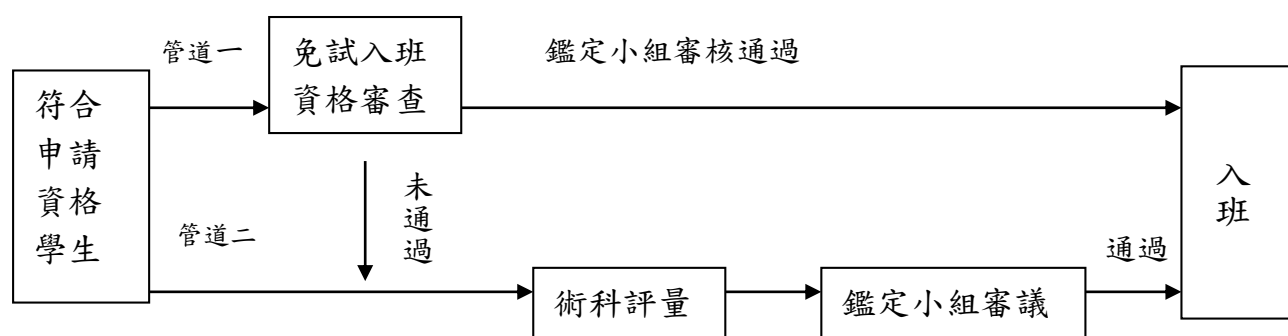 符合
申請
資格
學生
管道一
免試入班
資格審查
鑑定小組審核通過
未
通
過
管道二
術科評量
鑑定小組審議
通過
入
班